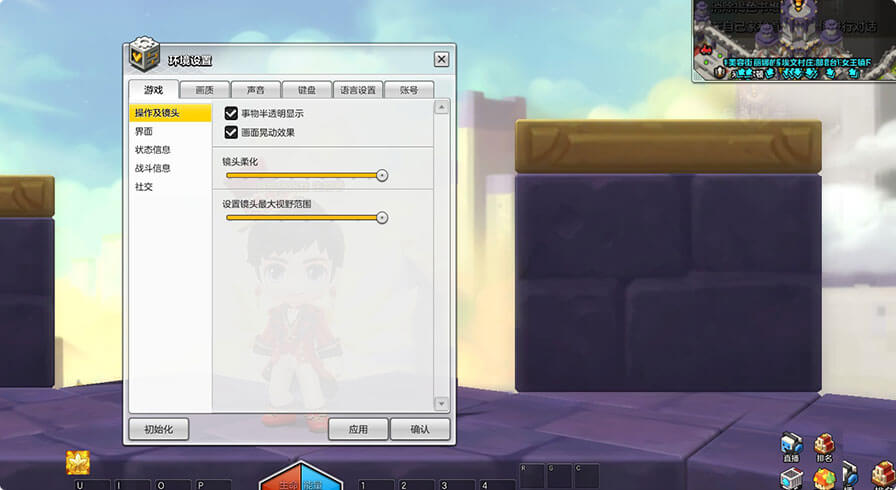 环境设置
游戏
画质
声音
键盘
语言设置
账号
操作及镜头
界面
状态信息
战斗信息
社交
事物半透明显示
画面晃动效果
镜头柔化
设置镜头最大视野范围
初始化
应用
确认
直播
排名
U
I
O
P
生命
能量
1
2
3
4
R
G
C